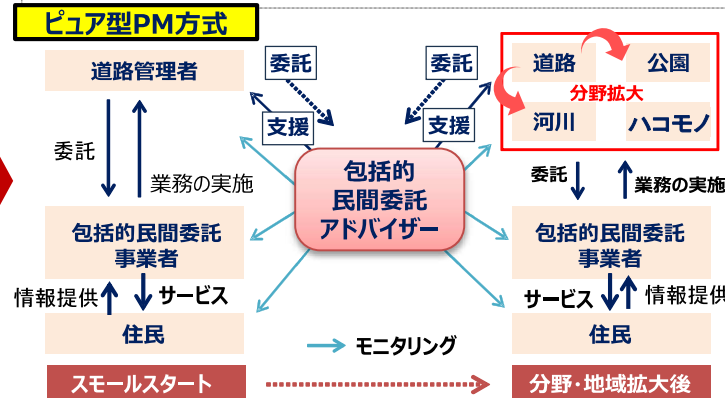 ピュア型PM方式
道路管理者
委託
支援
委託
業務の実施
包括的民間委託
事業者
情報提供
サービス
住民
スモールスタート
包括的
民間委託
アドバイザー
モニタリング
委託
支援
道路
公園
分野拡大
河川
ハコモノ
委託
業務の実施
包括的民間委託
事業者
サービス
情報提供
住民
分野・地域拡大後